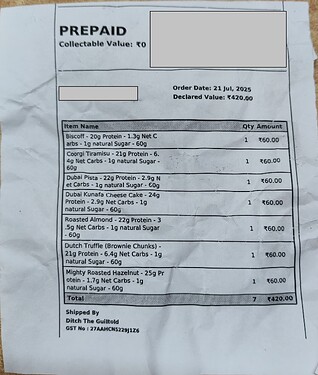 PREPAID
Collectable Value: ₹0
Order Date: 21 Jul, 2025
Declared Value: ₹420.00
Item Name Qty Amount
Biscoff - 20g Protein - 1.3g Net C
arbs - 1g natural Sugar - 60g 1 ₹60.00
Coorgi Tiramisu - 21g Protein - 6.
4g Net Carbs - 1g natural Sugar -
60g 1 ₹60.00
Dubai Pista - 22g Protein - 2.9g N
et Carbs - 1g natural Sugar - 60g 1 ₹60.00
Dubai Kunafa Cheese Cake - 24g
Protein - 2.9g Net Carbs - 1g
natural Sugar - 60g 1 ₹60.00
Roasted Almond - 22g Protein - 3
.5g Net Carbs - 1g natural Sugar
- 60g 1 ₹60.00
Dutch Truffle (Brownie Chunks) -
21g Protein - 6.4g Net Carbs - 1g
natural Sugar - 60g 1 ₹60.00
Mighty Roasted Hazelnut - 25g Pr
otein - 1.7g Net Carbs - 1g
natural Sugar - 60g 1 ₹60.00
Total 7 ₹420.00
Shipped By
Ditch The Guiltold
GST No : 27AAHCN5229J1Z6